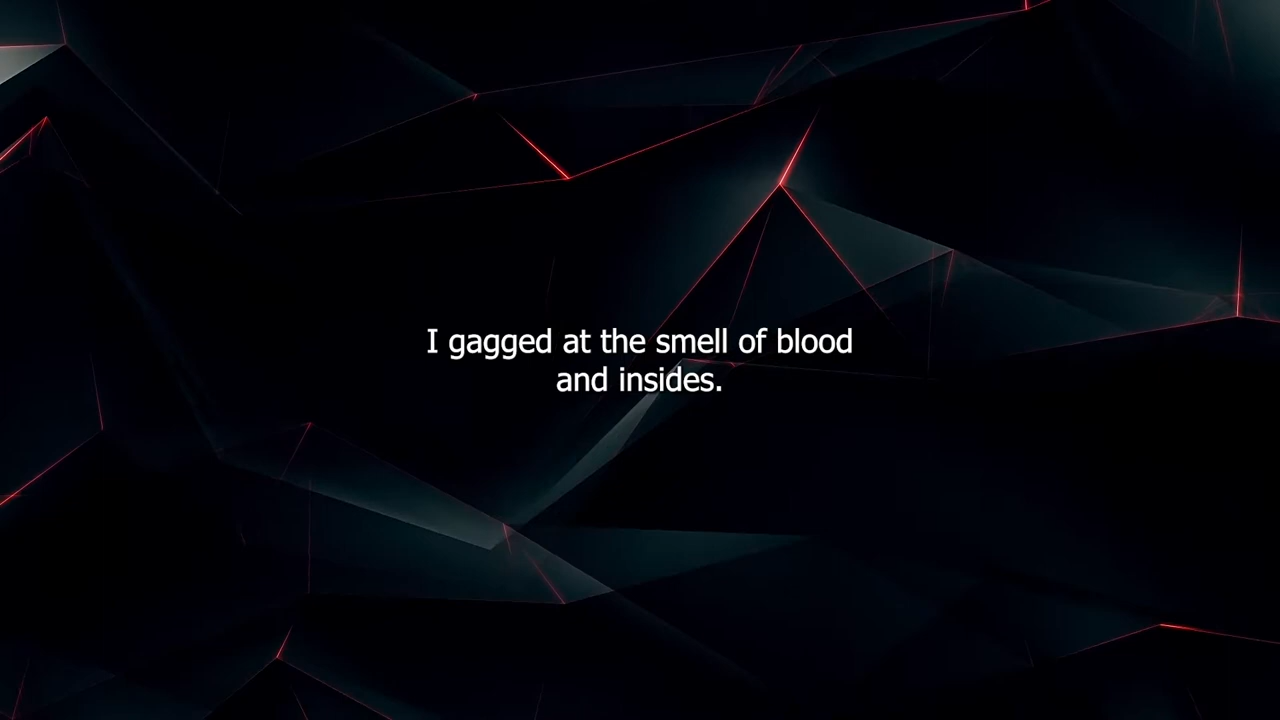 I gagged at the smell of blood
and insides.